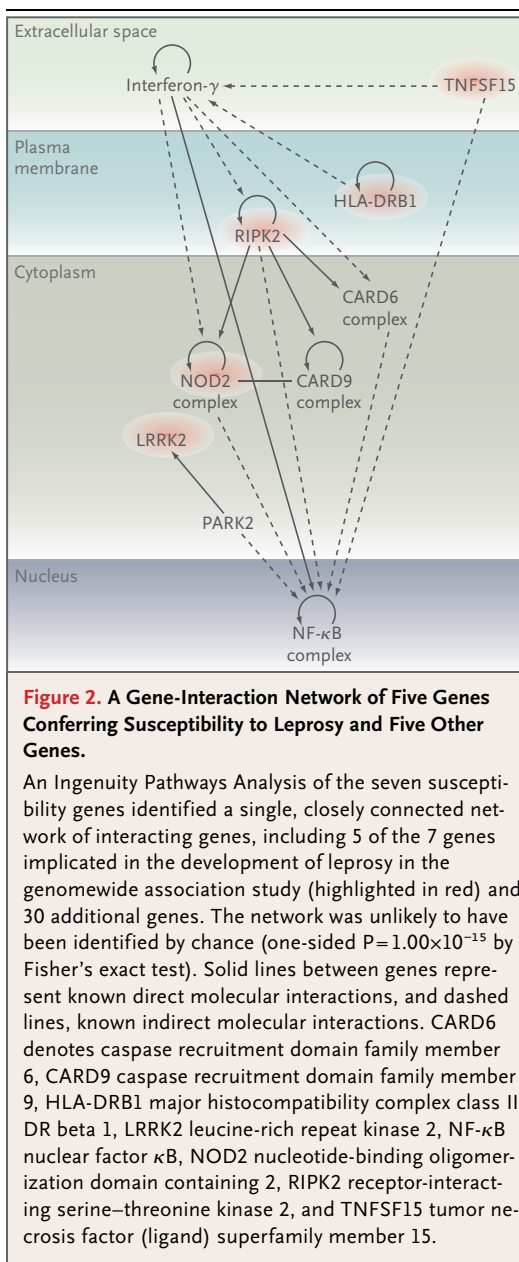 Extracellular space
Interferon-γ
TNFSF15
Plasma
membrane
HLA-DRB1
RIPK2
Cytoplasm
CARD6
complex
NOD2
complex
CARD9
complex
LRRK2
PARK2
Nucleus
NF-κB
complex
Figure 2. A Gene-Interaction Network of Five Genes
Conferring Susceptibility to Leprosy and Five Other
Genes.
An Ingenuity Pathways Analysis of the seven suscepti-
bility genes identified a single, closely connected net-
work of interacting genes, including 5 of the 7 genes
implicated in the development of leprosy in the
genomewide association study (highlighted in red) and
30 additional genes. The network was unlikely to have
been identified by chance (one-sided P=1.00×10⁻¹⁵ by
Fisher's exact test). Solid lines between genes repre-
sent known direct molecular interactions, and dashed
lines, known indirect molecular interactions. CARD6
denotes caspase recruitment domain family member
6, CARD9 caspase recruitment domain family member
9, HLA-DRB1 major histocompatibility complex class II
DR beta 1, LRRK2 leucine-rich repeat kinase 2, NF-κB
nuclear factor κB, NOD2 nucleotide-binding oligomer-
ization domain containing 2, RIPK2 receptor-interact-
ing serine–threonine kinase 2, and TNFSF15 tumor ne-
crosis factor (ligand) superfamily member 15.